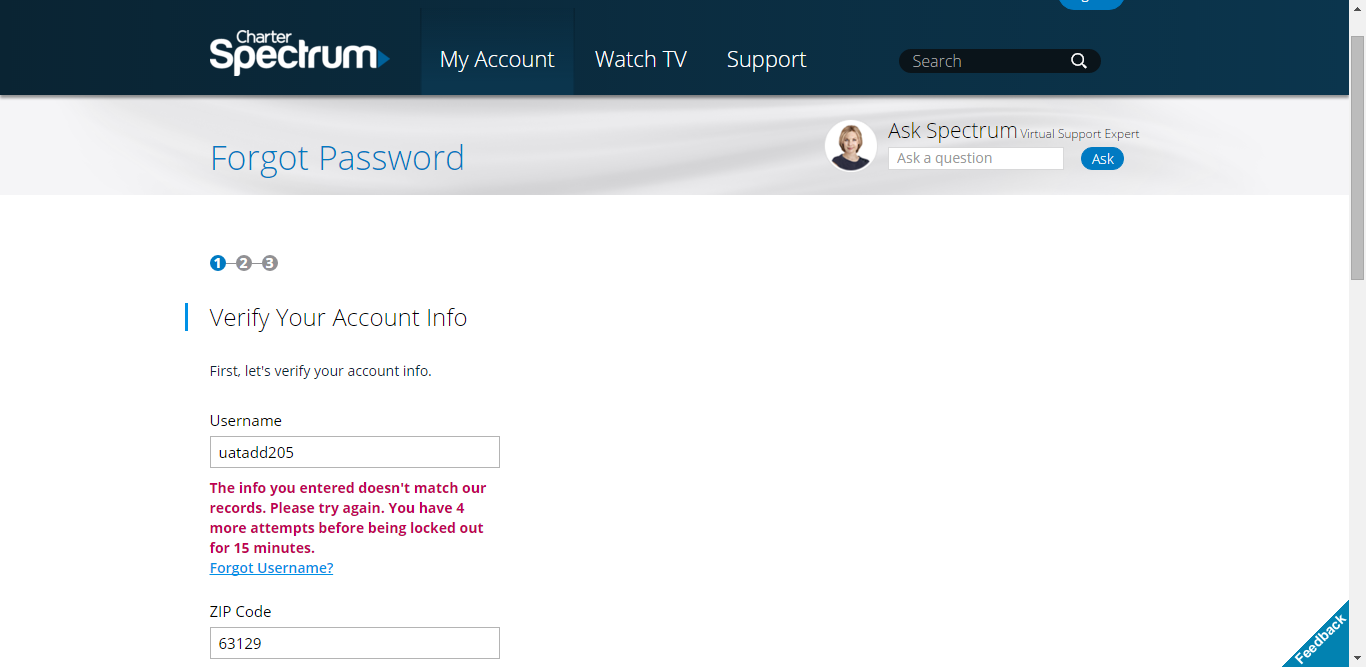 Charter
Spectrum
My Account
Watch TV
Support
Search
Forgot Password
Ask Spectrum Virtual Support Expert
Ask a question
Ask
1 2 3
Verify Your Account Info
First, let's verify your account info.
Username
uatadd205
The info you entered doesn't match our
records. Please try again. You have 4
more attempts before being locked out
for 15 minutes.
Forgot Username?
ZIP Code
63129
Feedback